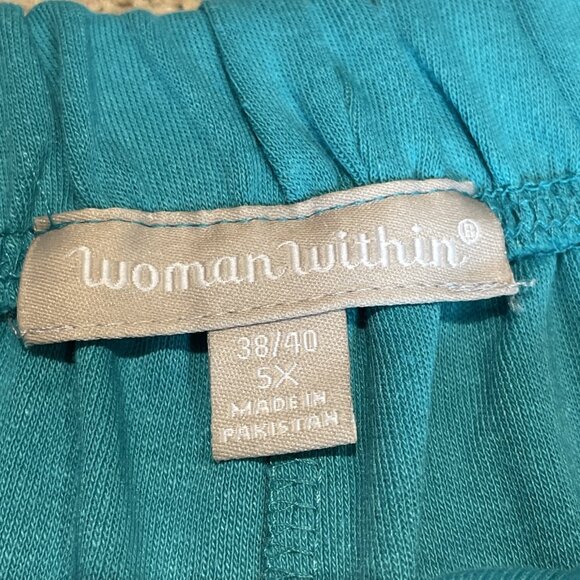 woman within®
38/40
5X
MADE IN
PAKISTAN